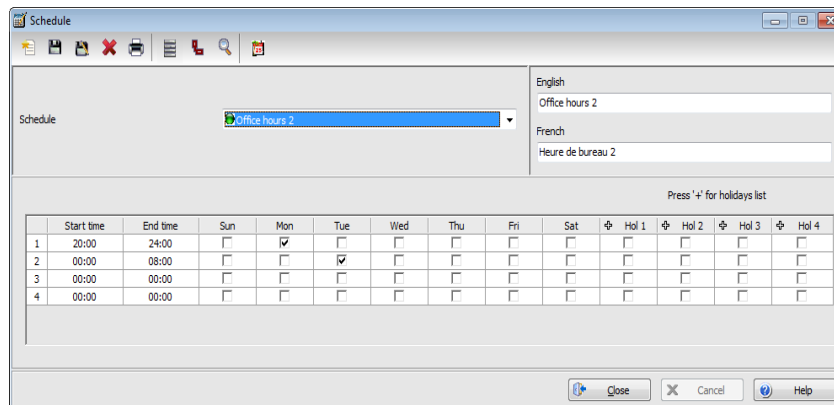 Schedule
English
Office hours 2
Schedule
Office hours 2
French
Heure de bureau 2
Press '+' for holidays list
Start time End time Sun Mon Tue Wed Thu Fri Sat Hol 1 Hol 2 Hol 3 Hol 4
1 20:00 24:00
2 00:00 08:00
3 00:00 00:00
4 00:00 00:00
Close Cancel Help